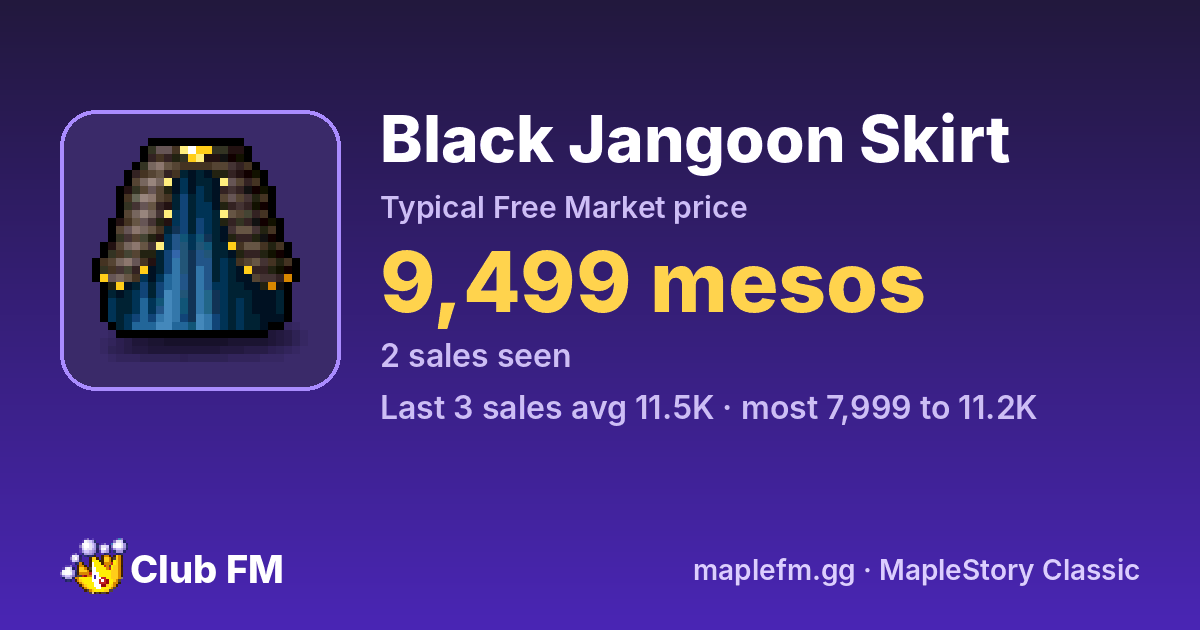 Black Jangoon Skirt
Typical Free Market price
9,499 mesos
2 sales seen
Last 3 sales avg 11.5K · most 7,999 to 11.2K
Club FM
maplefm.gg · MapleStory Classic